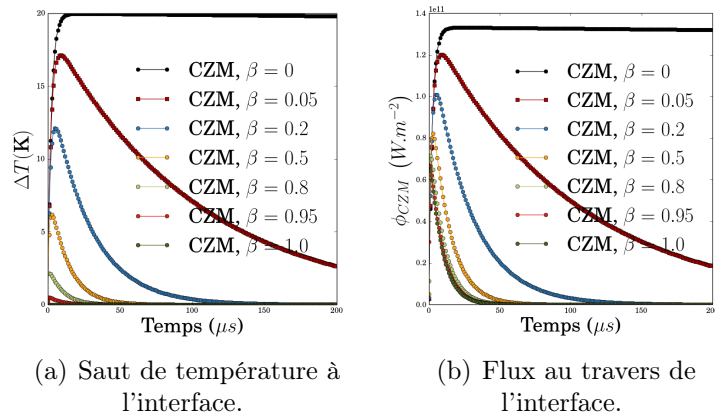 20
15
10
5
0
0
50
100
150
200
ΔT(K)
Temps (μs)
CZM, β = 0
CZM, β = 0.05
CZM, β = 0.2
CZM, β = 0.5
CZM, β = 0.8
CZM, β = 0.95
CZM, β = 1.0
(a) Saut de température à
l'interface.
1e11
1.4
1.2
1.0
0.8
0.6
0.4
0.2
0.0
0
50
100
150
200
ϕCZM (W.m⁻²)
Temps (μs)
CZM, β = 0
CZM, β = 0.05
CZM, β = 0.2
CZM, β = 0.5
CZM, β = 0.8
CZM, β = 0.95
CZM, β = 1.0
(b) Flux au travers de
l'interface.